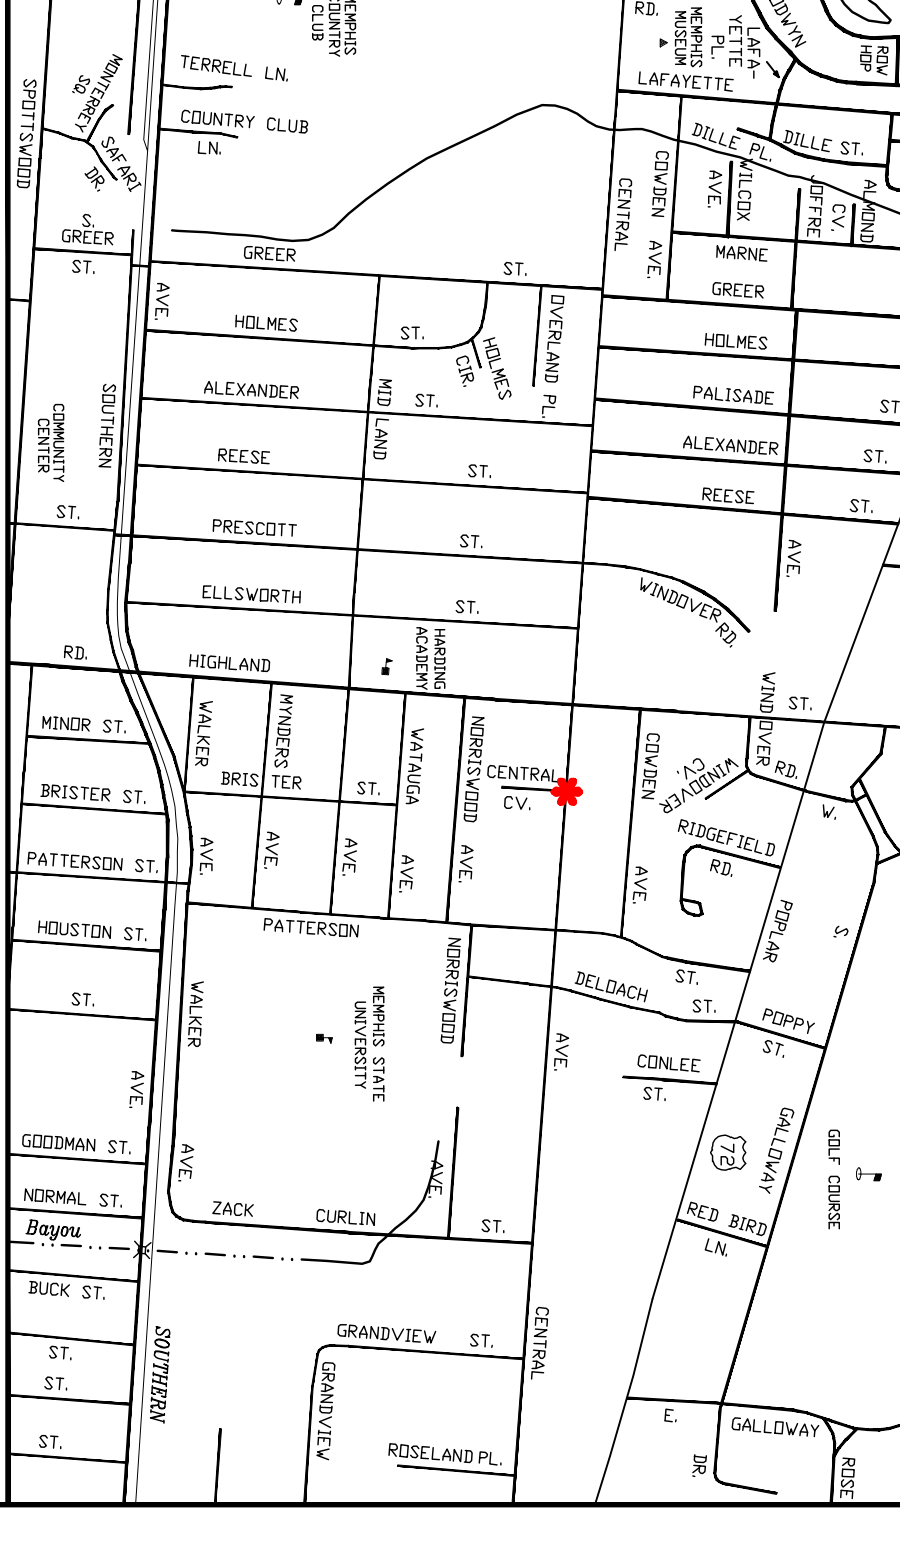 MEMPHIS
COUNTRY
CLUB
RD.
MEMPHIS
MUSEUM
LAFA-
YETTE
PL.
DWYN
ROW
HOP
LAFAYETTE
SPOTTSWOOD
MONTERREY
SQ.
SAFARI
DR.
TERRELL LN.
COUNTRY CLUB
LN.
DILLE PL.
DILLE ST.
COWDEN AVE.
CENTRAL
WILCOX
AVE.
JOFFRE
ALMOND
CV.
S.
GREER
ST.
GREER ST.
MARNE
GREER
AVE.
HOLMES ST.
HOLMES
CIR.
OVERLAND PL.
HOLMES
PALISADE
ST
ALEXANDER ST.
MID LAND
ALEXANDER ST.
SOUTHERN
COMMUNITY
CENTER
REESE ST.
REESE ST.
ST.
PRESCOTT ST.
AVE.
ELLSWORTH ST.
WINDOVER RD.
HARDING
ACADEMY
RD.
HIGHLAND
ST.
WINDOVER
RD.
MINOR ST.
WALKER
AVE.
MYNDERS
AVE.
BRIS TER ST.
AVE.
WATAUGA
AVE.
NORRISWOOD
AVE.
CENTRAL
CV.
COWDEN
AVE.
WINDOVER
CV.
W.
BRISTER ST.
RIDGEFIELD
RD.
PATTERSON ST.
POPLAR
S.
HOUSTON ST.
PATTERSON
ST.
NORRISWOOD
DELOACH ST.
ST.
WALKER
MEMPHIS STATE
UNIVERSITY
POPPY
ST.
AVE.
CONLEE
ST.
AVE.
GALLOWAY
72
GOLF COURSE
GOODMAN ST.
AVE.
AVE.
NORMAL ST.
ZACK CURLIN ST.
RED BIRD
LN.
Bayou
BUCK ST.
SOUTHERN
CENTRAL
GRANDVIEW ST.
ST.
ST.
GRANDVIEW
E.
GALLOWAY
DR.
ROSE
ST.
ROSELAND PL.